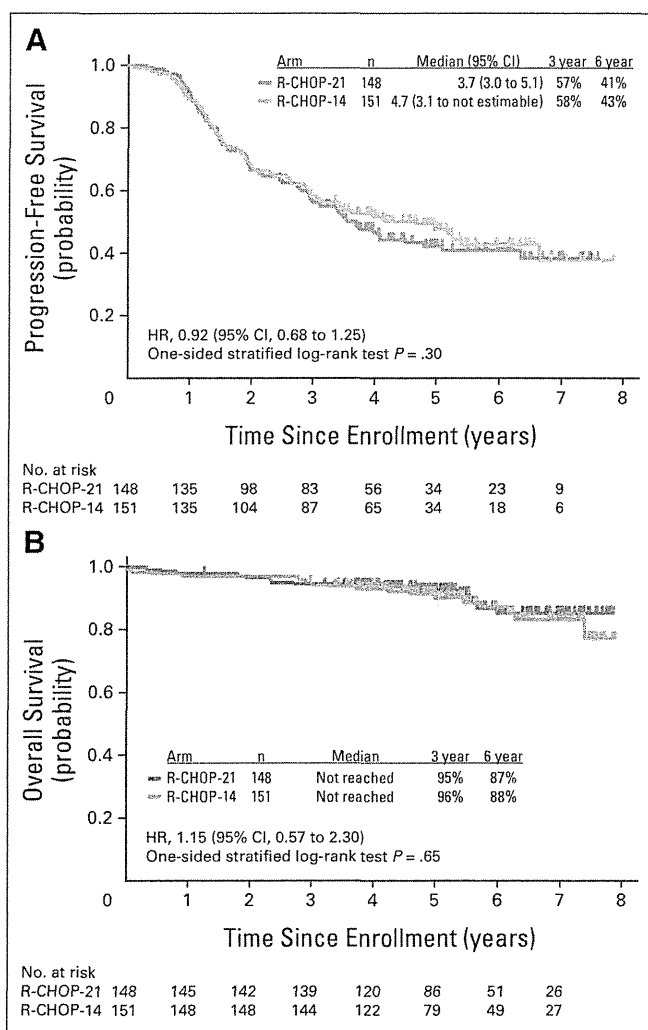 A
Arm n Median (95% CI) 3 year 6 year
R-CHOP-21 148 3.7 (3.0 to 5.1) 57% 41%
R-CHOP-14 151 4.7 (3.1 to not estimable) 58% 43%
Progression-Free Survival
(probability)
1.0
0.8
0.6
0.4
0.2
HR, 0.92 (95% CI, 0.68 to 1.25)
One-sided stratified log-rank test P = .30
0 1 2 3 4 5 6 7 8
Time Since Enrollment (years)
No. at risk
R-CHOP-21 148 135 98 83 56 34 23 9
R-CHOP-14 151 135 104 87 65 34 18 6
B
Overall Survival
(probability)
1.0
0.8
0.6
0.4
0.2
Arm n Median 3 year 6 year
R-CHOP-21 148 Not reached 95% 87%
R-CHOP-14 151 Not reached 96% 88%
HR, 1.15 (95% CI, 0.57 to 2.30)
One-sided stratified log-rank test P = .65
0 1 2 3 4 5 6 7 8
Time Since Enrollment (years)
No. at risk
R-CHOP-21 148 145 142 139 120 86 51 26
R-CHOP-14 151 148 148 144 122 79 49 27